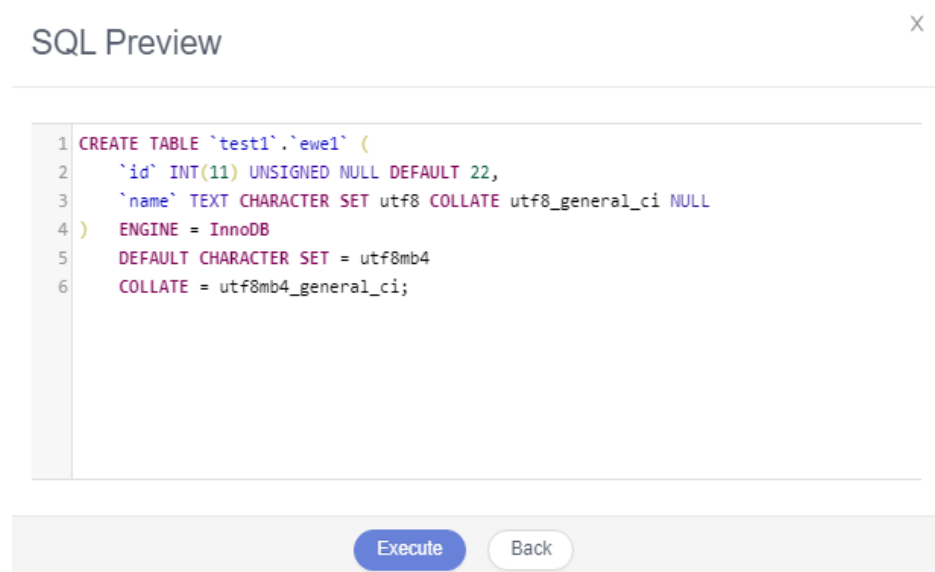 SQL Preview
X
1 CREATE TABLE `test1`.`ewe1` (
2 `id` INT(11) UNSIGNED NULL DEFAULT 22,
3 `name` TEXT CHARACTER SET utf8 COLLATE utf8_general_ci NULL
4 ) ENGINE = InnoDB
5 DEFAULT CHARACTER SET = utf8mb4
6 COLLATE = utf8mb4_general_ci;
Execute Back